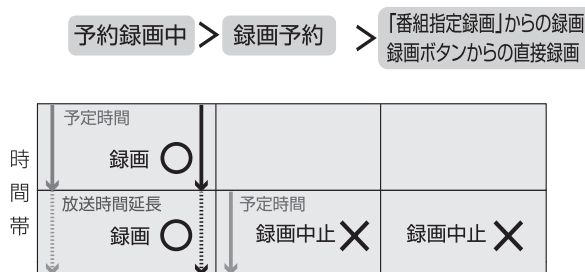 予約録画中 > 録画予約 > 「番組指定録画」からの録画
録画ボタンからの直接録画
時間帯
予定時間
録画 ○
放送時間延長
録画 ○
予定時間
録画中止 ×
録画中止 ×